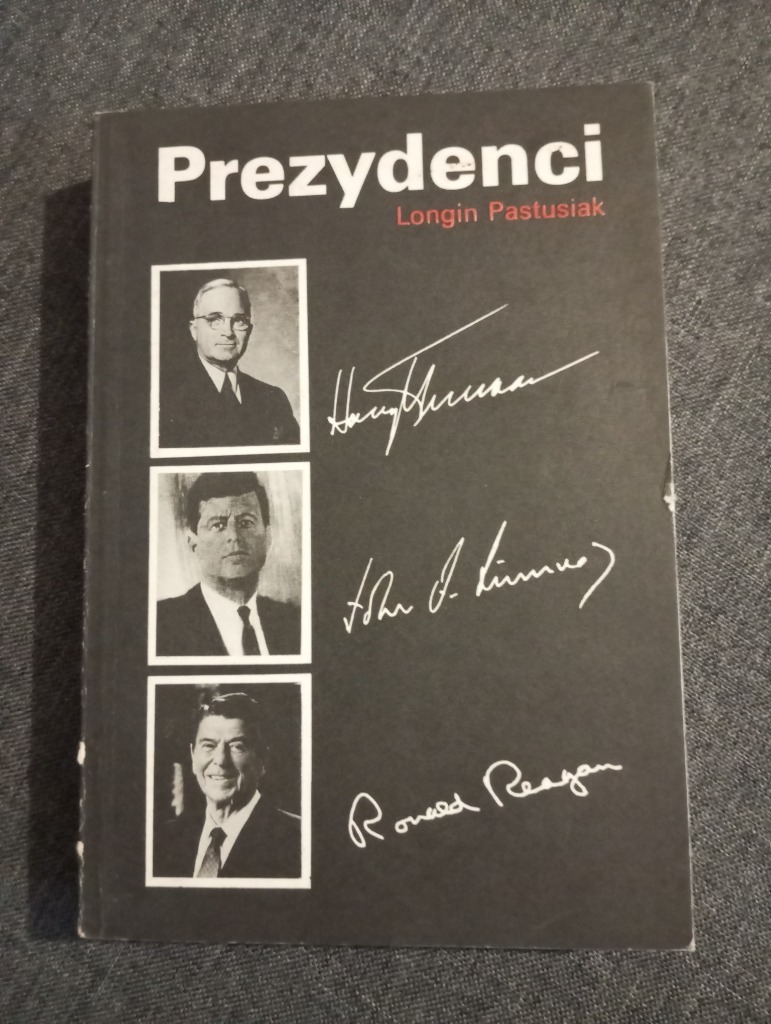 Prezydenci
Longin Pastusiak
Harry Truman
John F. Kennedy
Ronald Reagan